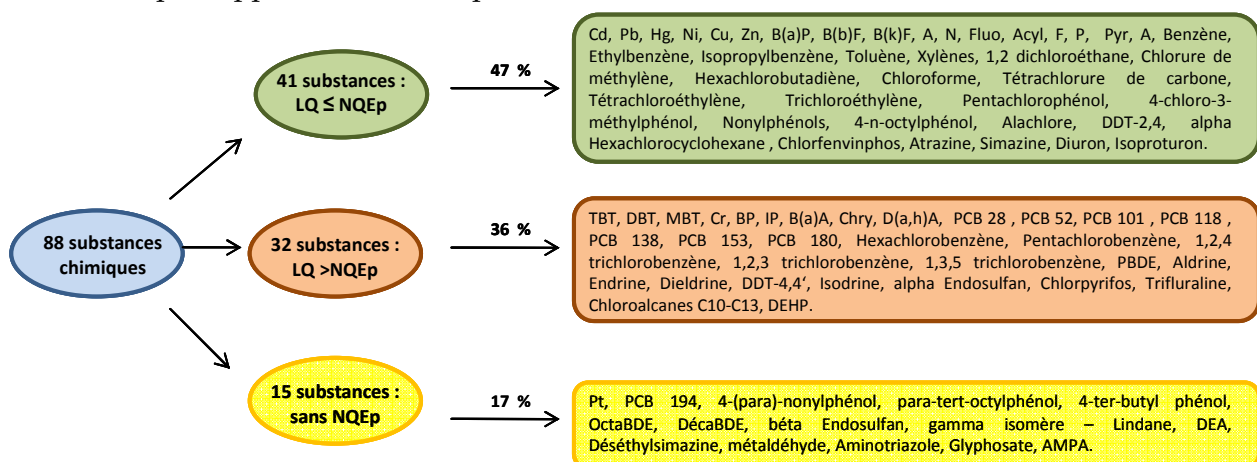 41 substances :
LQ ≤ NQEp
47 %
Cd, Pb, Hg, Ni, Cu, Zn, B(a)P, B(b)F, B(k)F, A, N, Fluo, Acyl, F, P, Pyr, A, Benzène,
Ethylbenzène, Isopropylbenzène, Toluène, Xylènes, 1,2 dichloroéthane, Chlorure de
méthylène, Hexachlorobutadiène, Chloroforme, Tétrachlorure de carbone,
Tétrachloroéthylène, Trichloroéthylène, Pentachlorophénol, 4-chloro-3-
méthylphénol, Nonylphénols, 4-n-octylphénol, Alachlore, DDT-2,4, alpha
Hexachlorocyclohexane , Chlorfenvinphos, Atrazine, Simazine, Diuron, Isoproturon.
88 substances
chimiques
32 substances :
LQ >NQEp
36 %
TBT, DBT, MBT, Cr, BP, IP, B(a)A, Chry, D(a,h)A, PCB 28 , PCB 52, PCB 101 , PCB 118 ,
PCB 138, PCB 153, PCB 180, Hexachlorobenzène, Pentachlorobenzène, 1,2,4
trichlorobenzène, 1,2,3 trichlorobenzène, 1,3,5 trichlorobenzène, PBDE, Aldrine,
Endrine, Dieldrine, DDT-4,4‘, Isodrine, alpha Endosulfan, Chlorpyrifos, Trifluraline,
Chloroalcanes C10-C13, DEHP.
15 substances :
sans NQEp
17 %
Pt, PCB 194, 4-(para)-nonylphénol, para-tert-octylphénol, 4-ter-butyl phénol,
OctaBDE, DécaBDE, béta Endosulfan, gamma isomère – Lindane, DEA,
Déséthylsimazine, métaldéhyde, Aminotriazole, Glyphosate, AMPA.